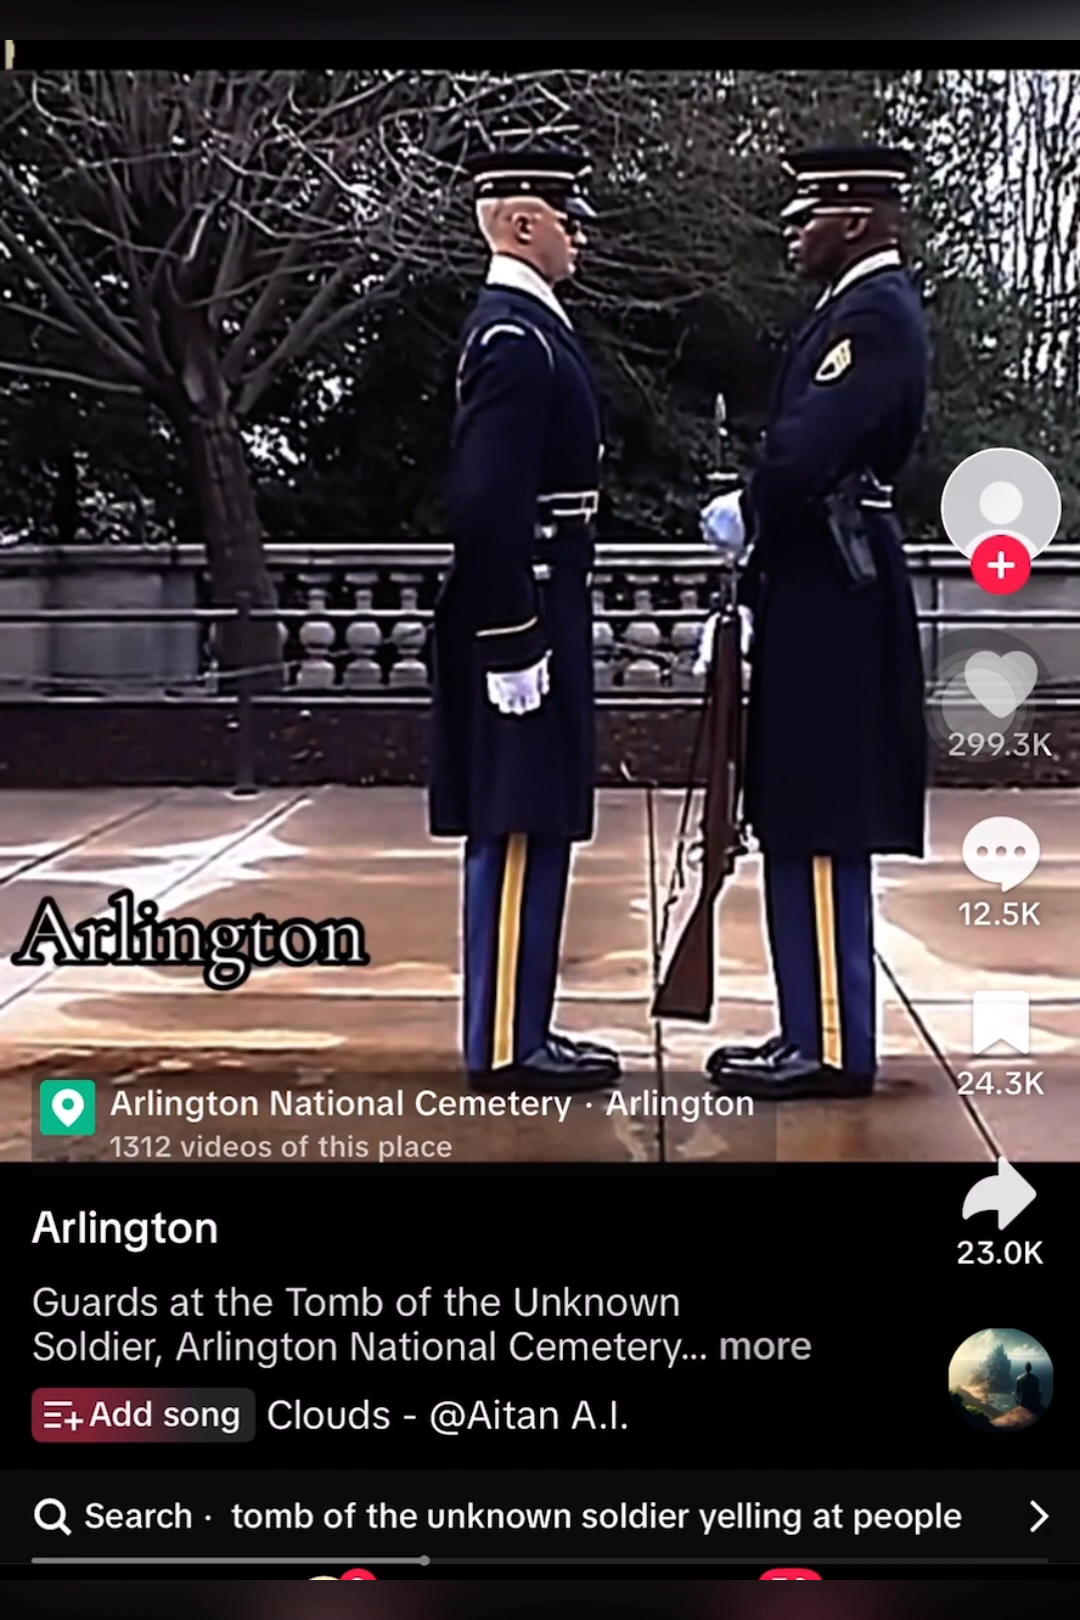 299.3K
12.5K
Arlington
24.3K
Arlington National Cemetery · Arlington
1312 videos of this place
Arlington
23.0K
Guards at the Tomb of the Unknown
Soldier, Arlington National Cemetery... more
Add song Clouds - @Aitan A.I.
Search · tomb of the unknown soldier yelling at people